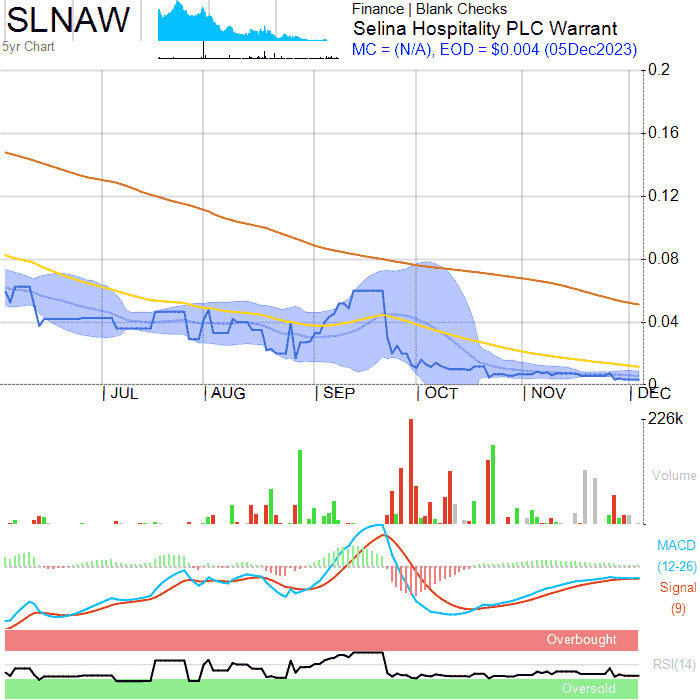 SLNAW
5yr Chart
Finance | Blank Checks
Selina Hospitality PLC Warrant
MC = (N/A), EOD = $0.004 (05Dec2023)
0.2
0.16
0.12
0.08
0.04
0
JUL AUG SEP OCT NOV DEC
226k
Volume
MACD
(12-26)
Signal
(9)
Overbought
RSI(14)
Oversold